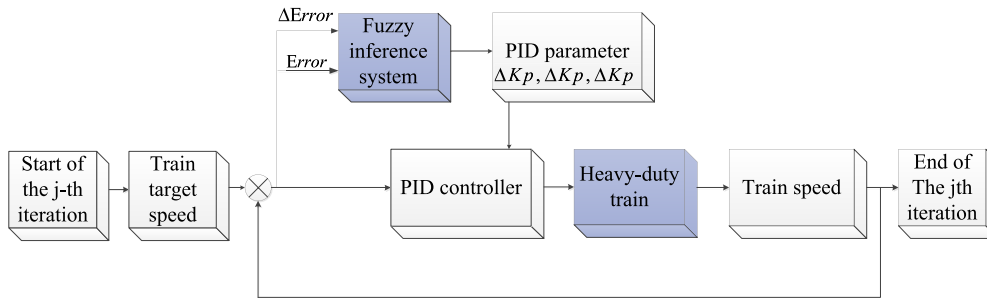 ΔError
Error
Fuzzy
inference
system
PID parameter
ΔKp, ΔKp, ΔKp
Start of
the j-th
iteration
Train
target
speed
PID controller
Heavy-duty
train
Train speed
End of
The jth
iteration